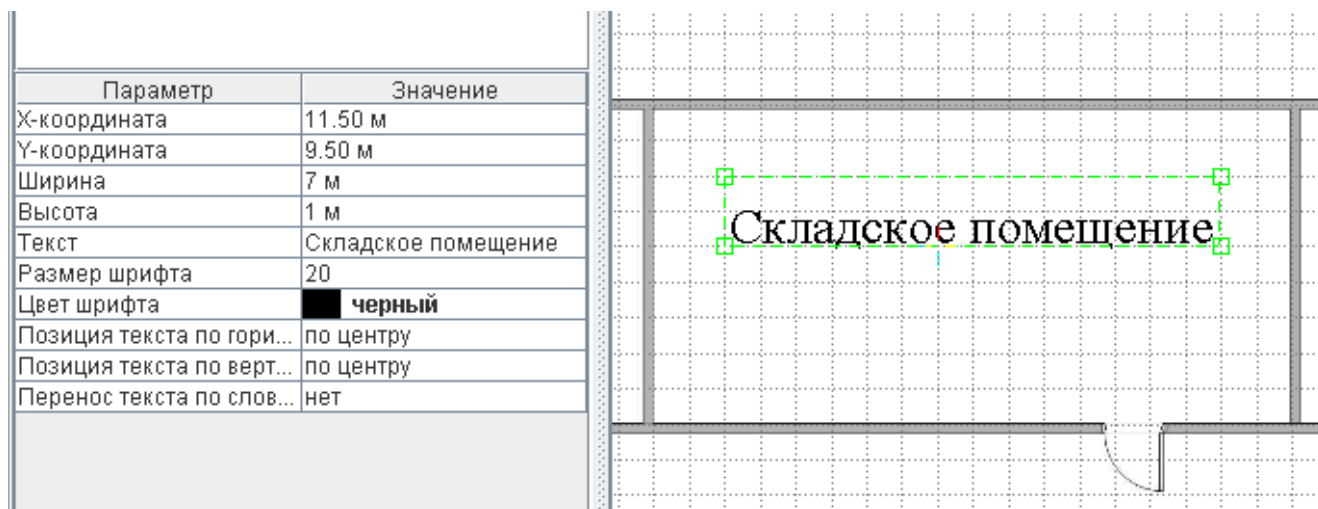 Параметр Значение
X-координата 11.50 м
Y-координата 9.50 м
Ширина 7 м
Высота 1 м
Текст Складское помещение
Размер шрифта 20
Цвет шрифта черный
Позиция текста по гори... по центру
Позиция текста по верт... по центру
Перенос текста по слов... нет
Складское помещение